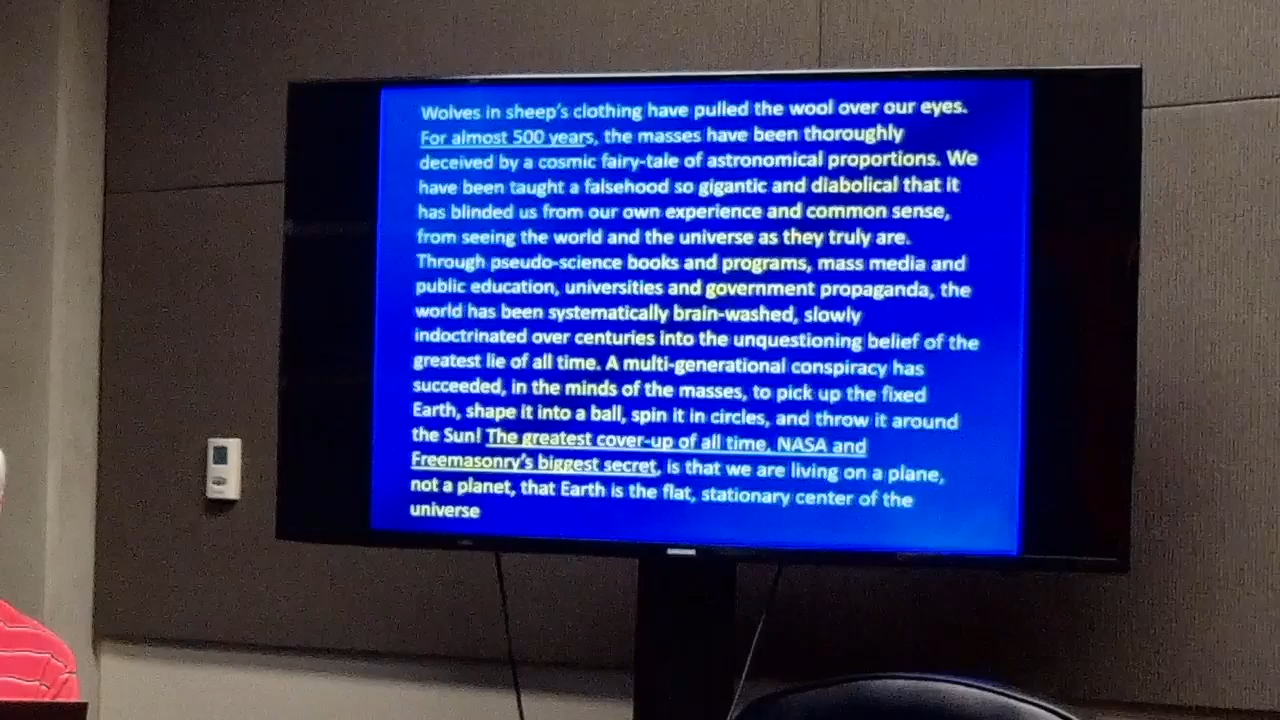 Wolves in sheep's clothing have pulled the wool over our eyes.
For almost 500 years, the masses have been thoroughly
deceived by a cosmic fairy-tale of astronomical proportions. We
have been taught a falsehood so gigantic and diabolical that it
has blinded us from our own experience and common sense,
from seeing the world and the universe as they truly are.
Through pseudo-science books and programs, mass media and
public education, universities and government propaganda, the
world has been systematically brain-washed, slowly
indoctrinated over centuries into the unquestioning belief of the
greatest lie of all time. A multi-generational conspiracy has
succeeded, in the minds of the masses, to pick up the fixed
Earth, shape it into a ball, spin it in circles, and throw it around
the Sun! The greatest cover-up of all time, NASA and
Freemasonry's biggest secret, is that we are living on a plane,
not a planet, that Earth is the flat, stationary center of the
universe